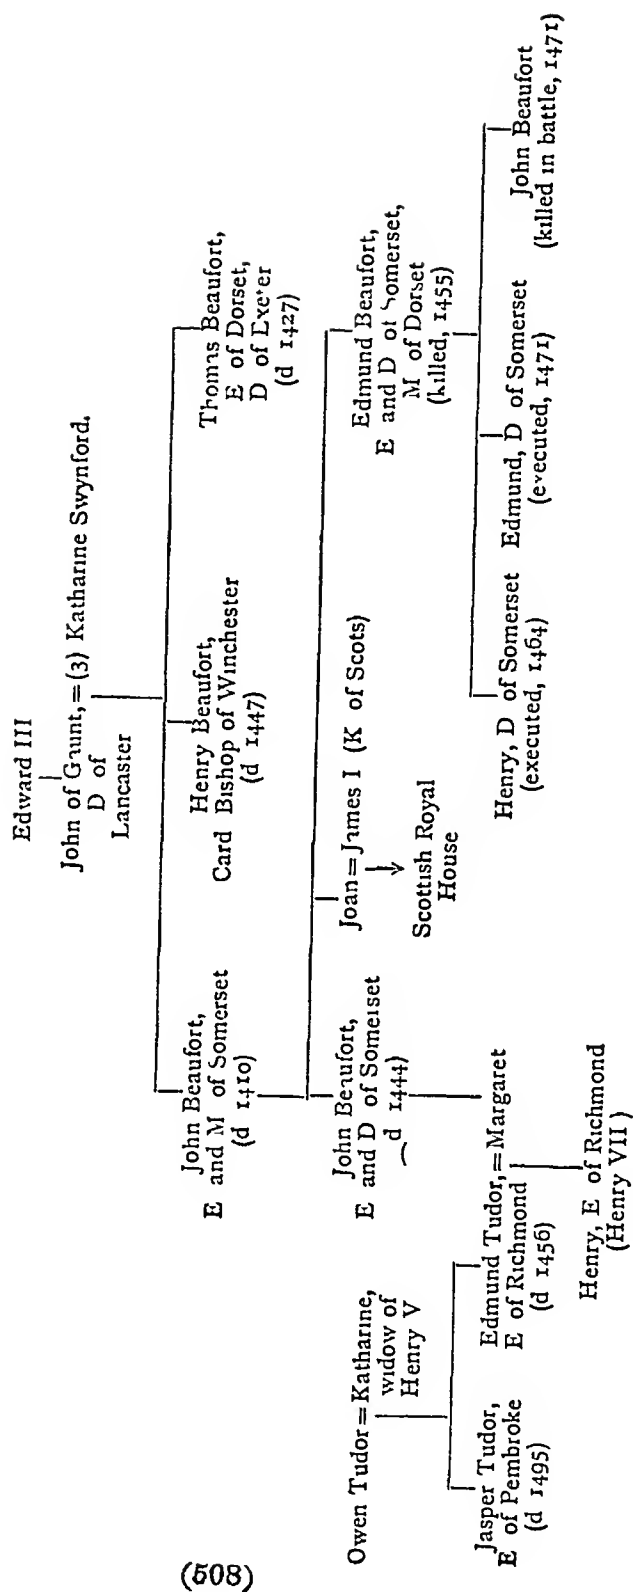 Edward III
John of Gaunt, = (3) Katharine Swynford.
D of
Lancaster
John Beaufort,
E and M of Somerset
(d 1410)
Henry Beaufort,
Card Bishop of Winchester
(d 1447)
Thomas Beaufort,
E of Dorset,
D of Exeter
(d 1427)
John Beaufort,
E and D of Somerset
(d 1444)
Joan = James I (K of Scots)
Scottish Royal
House
Edmund Beaufort,
E and D of Somerset,
M of Dorset
(killed, 1455)
Owen Tudor = Katharine,
widow of
Henry V
Jasper Tudor,
E of Pembroke
(d 1495)
Edmund Tudor, = Margaret
E of Richmond
(d 1456)
Henry, D of Somerset
(executed, 1464)
Edmund, D of Somerset
(executed, 1471)
John Beaufort
(killed in battle, 1471)
Henry, E of Richmond
(Henry VII)
(508)